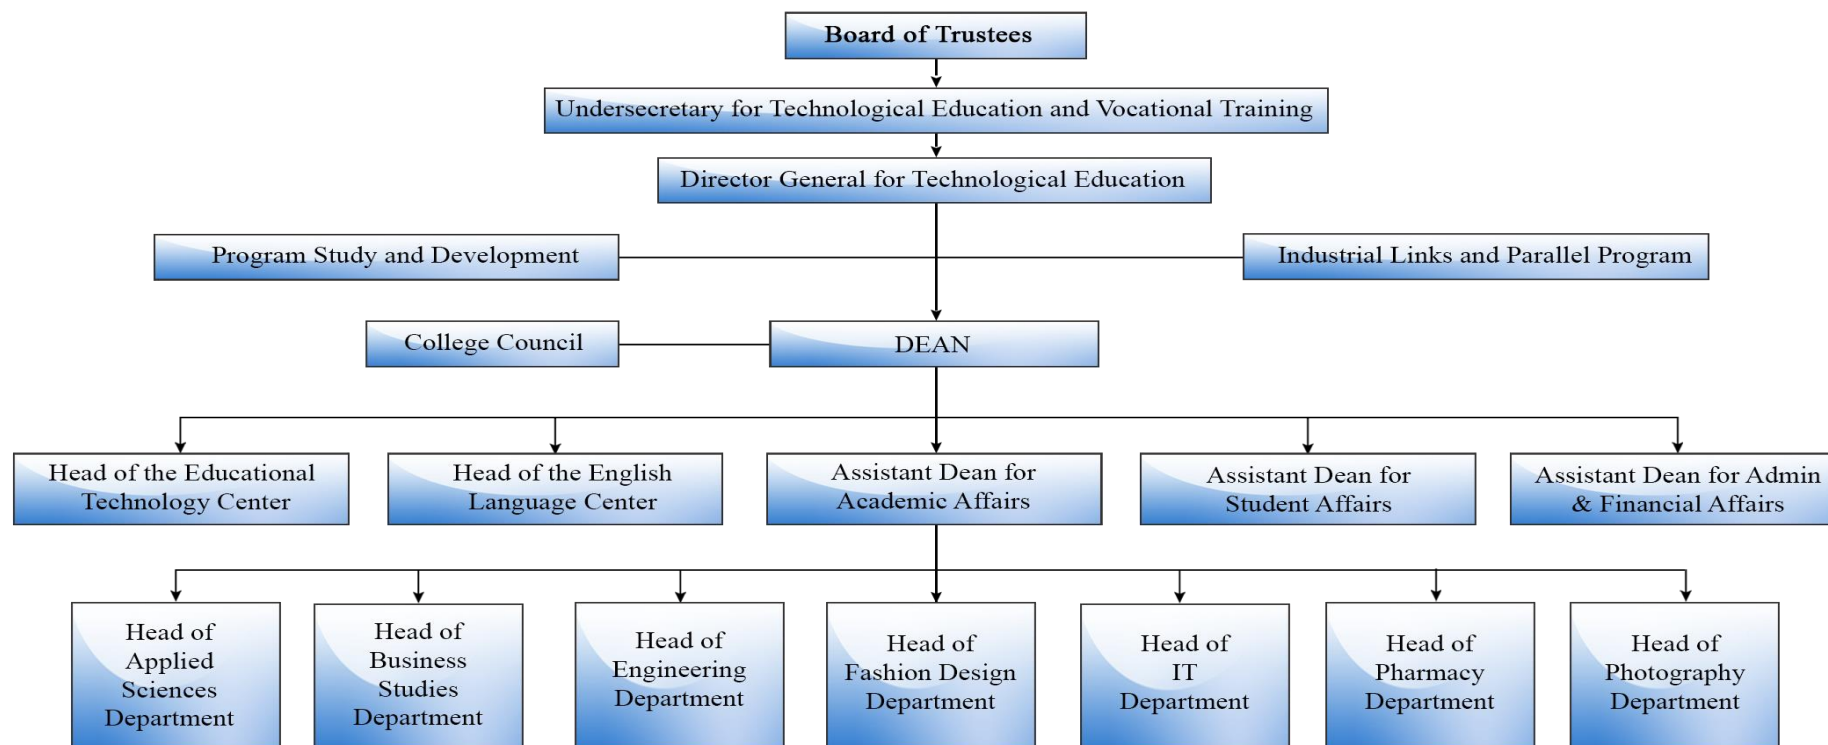 Board of Trustees
Undersecretary for Technological Education and Vocational Training
Director General for Technological Education
Program Study and Development
Industrial Links and Parallel Program
College Council
DEAN
Head of the Educational
Technology Center
Head of the English
Language Center
Assistant Dean for
Academic Affairs
Assistant Dean for
Student Affairs
Assistant Dean for Admin
& Financial Affairs
Head of
Applied
Sciences
Department
Head of
Business
Studies
Department
Head of
Engineering
Department
Head of
Fashion Design
Department
Head of
IT
Department
Head of
Pharmacy
Department
Head of
Photography
Department